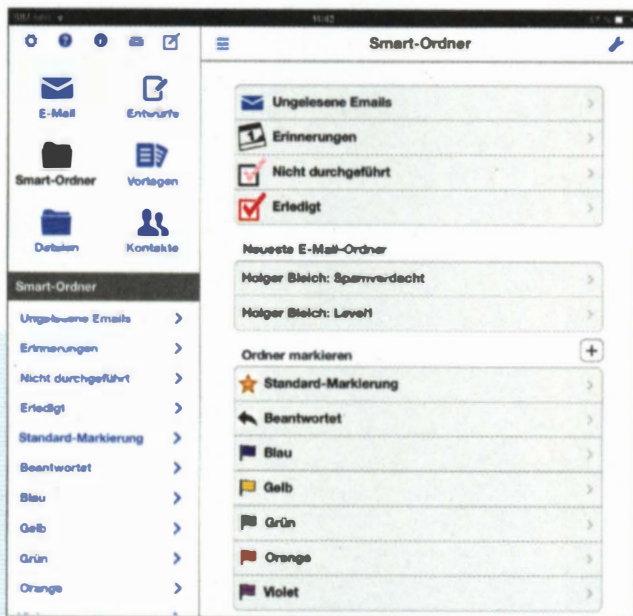 11:42
Smart-Ordner
E-Mail
Entwürfe
Smart-Ordner
Vorlagen
Dateien
Kontakte
Smart-Ordner
Ungelesene Emails
Erinnerungen
Nicht durchgeführt
Erledigt
Standard-Markierung
Beantwortet
Blau
Gelb
Grün
Orange
Ungelesene Emails
Erinnerungen
Nicht durchgeführt
Erledigt
Neueste E-Mail-Ordner
Holger Bleich: Spamverdacht
Holger Bleich: Level1
Ordner markieren
Standard-Markierung
Beantwortet
Blau
Gelb
Grün
Orange
Violet